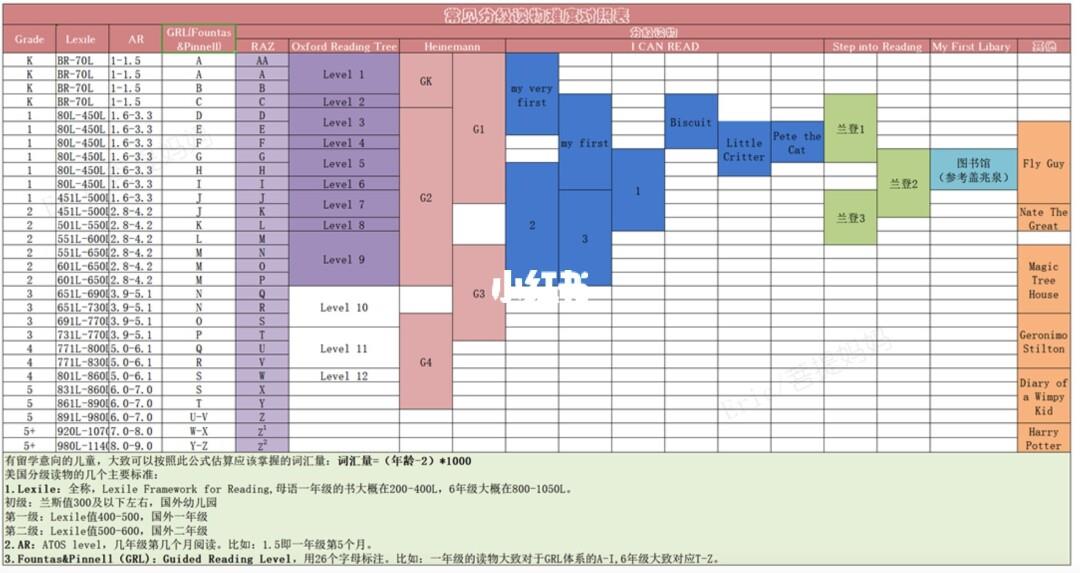 常见分级读物难度对照表
分级读物
Grade Lexile AR GRL(Fountas &Pinnell) RAZ Oxford Reading Tree Heinemann I CAN READ Step into Reading My First Libary 其他
K BR-70L 1-1.5 A AA
K BR-70L 1-1.5 A A
K BR-70L 1-1.5 B B
K BR-70L 1-1.5 C C
1 80L-450L 1.6-3.3 D D
1 80L-450L 1.6-3.3 E E
1 80L-450L 1.6-3.3 F F
1 80L-450L 1.6-3.3 G G
1 80L-450L 1.6-3.3 H H
1 80L-450L 1.6-3.3 I I
1 451L-500L 1.6-3.3 J J
2 451L-500L 2.8-4.2 J K
2 501L-550L 2.8-4.2 K L
2 551L-600L 2.8-4.2 L M
2 551L-650L 2.8-4.2 M N
2 601L-650L 2.8-4.2 M O
2 601L-650L 2.8-4.2 M P
3 651L-690L 3.9-5.1 N Q
3 651L-730L 3.9-5.1 N R
3 691L-770L 3.9-5.1 O S
3 731L-770L 3.9-5.1 P T
4 771L-800L 5.0-6.1 Q U
4 771L-830L 5.0-6.1 R V
4 801L-860L 5.0-6.1 S W
5 831L-860L 6.0-7.0 S X
5 861L-890L 6.0-7.0 T Y
5 891L-980L 6.0-7.0 U-V Z
5+ 920L-1070 7.0-8.0 W-X Z1
5+ 980L-1140 8.0-9.0 Y-Z Z2
Level 1
Level 2
Level 3
Level 4
Level 5
Level 6
Level 7
Level 8
Level 9
Level 10
Level 11
Level 12
GK
G2
G4
G1
G3
my very
first
2
my first
3
1
Biscuit
Little
Critter
Pete the
Cat
兰登1
兰登3
兰登2
图书馆
(参考盖兆泉)
Fly Guy
Nate The
Great
Magic
Tree
House
Geronimo
Stilton
Diary of
a Wimpy
Kid
Harry
Potter
小红书
Eric/菩提妈妈
有留学意向的儿童，大致可以按照此公式估算应该掌握的词汇量：词汇量=（年龄-2）*1000
美国分级读物的几个主要标准：
1.Lexile：全称，Lexile Framework for Reading,母语一年级的书大概在200-400L，6年级大概在800-1050L。
初级：兰斯值300及以下左右，国外幼儿园
第一级：Lexile值400-500，国外一年级
第二级：Lexile值500-600，国外二年级
2.AR：ATOS level，几年级第几个月阅读。比如：1.5即一年级第5个月。
3.Fountas&Pinnell（GRL）：Guided Reading Level，用26个字母标注。比如：一年级的读物大致对于GRL体系的A-I,6年级大致对应T-Z。